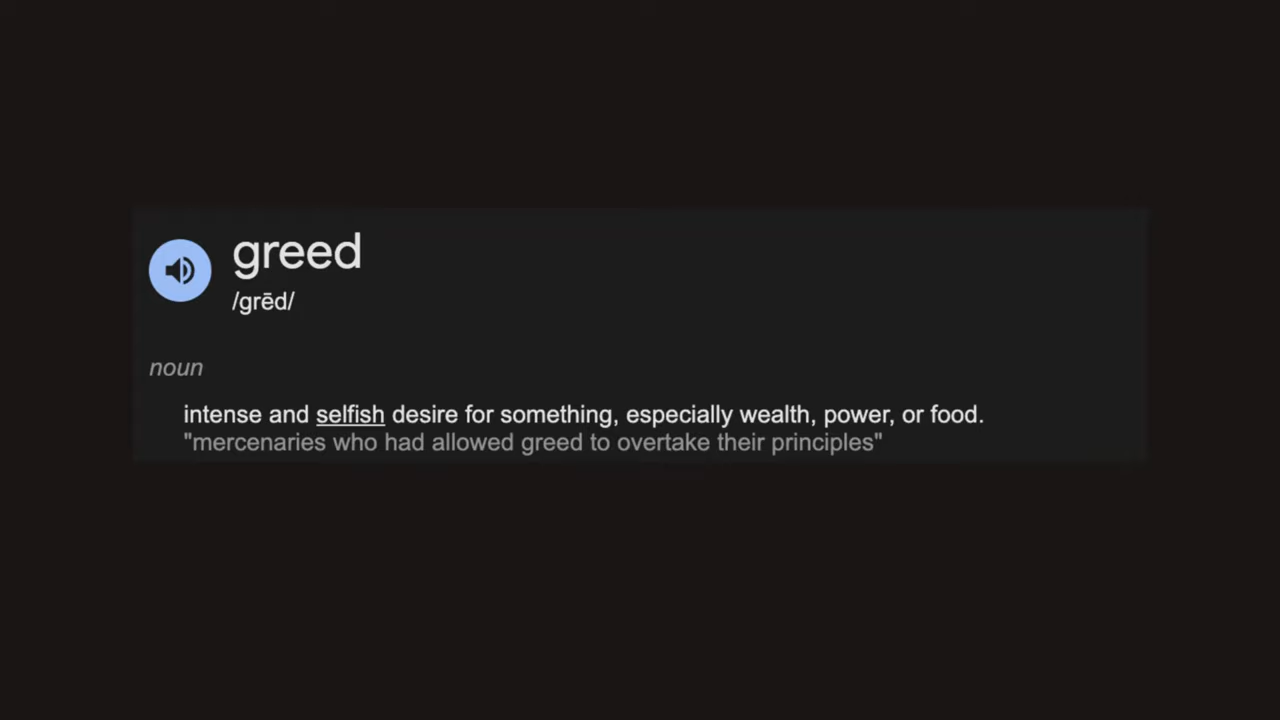 greed
/grēd/
noun
intense and selfish desire for something, especially wealth, power, or food.
"mercenaries who had allowed greed to overtake their principles"